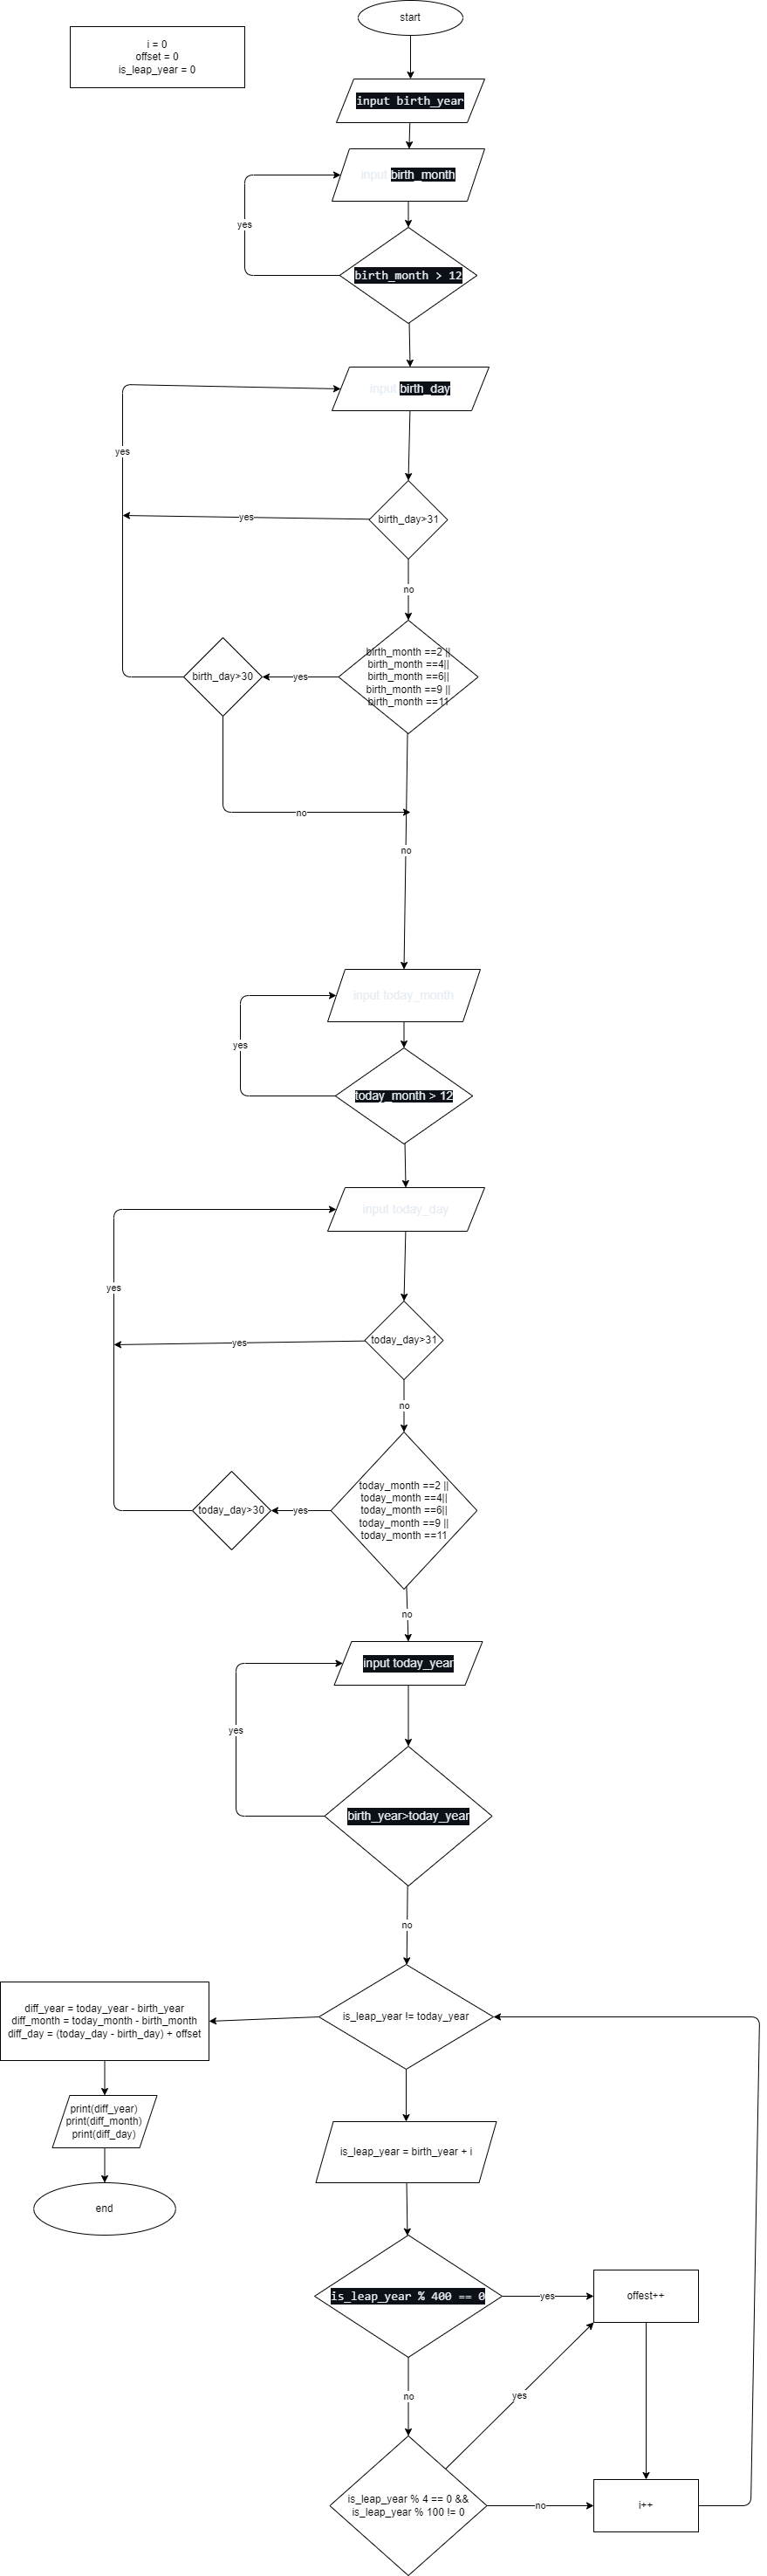 start
i = 0
offset = 0
is_leap_year = 0
input birth_year
input birth_month
yes
birth_month > 12
input birth_day
yes
birth_day>31
yes
no
birth_month ==2 ||
birth_month ==4||
birth_month ==6||
birth_month ==9 ||
birth_month ==11
yes
birth_day>30
no
no
input today_month
yes
today_month > 12
input today_day
yes
today_day>31
yes
no
today_month ==2 ||
today_month ==4||
today_month ==6||
today_month ==9 ||
today_month ==11
yes
today_day>30
no
input today_year
yes
birth_year>today_year
no
is_leap_year != today_year
diff_year = today_year - birth_year
diff_month = today_month - birth_month
diff_day = (today_day - birth_day) + offset
print(diff_year)
print(diff_month)
print(diff_day)
end
is_leap_year = birth_year + i
is_leap_year % 400 == 0
yes
offest++
no
yes
is_leap_year % 4 == 0 &&
is_leap_year % 100 != 0
no
i++